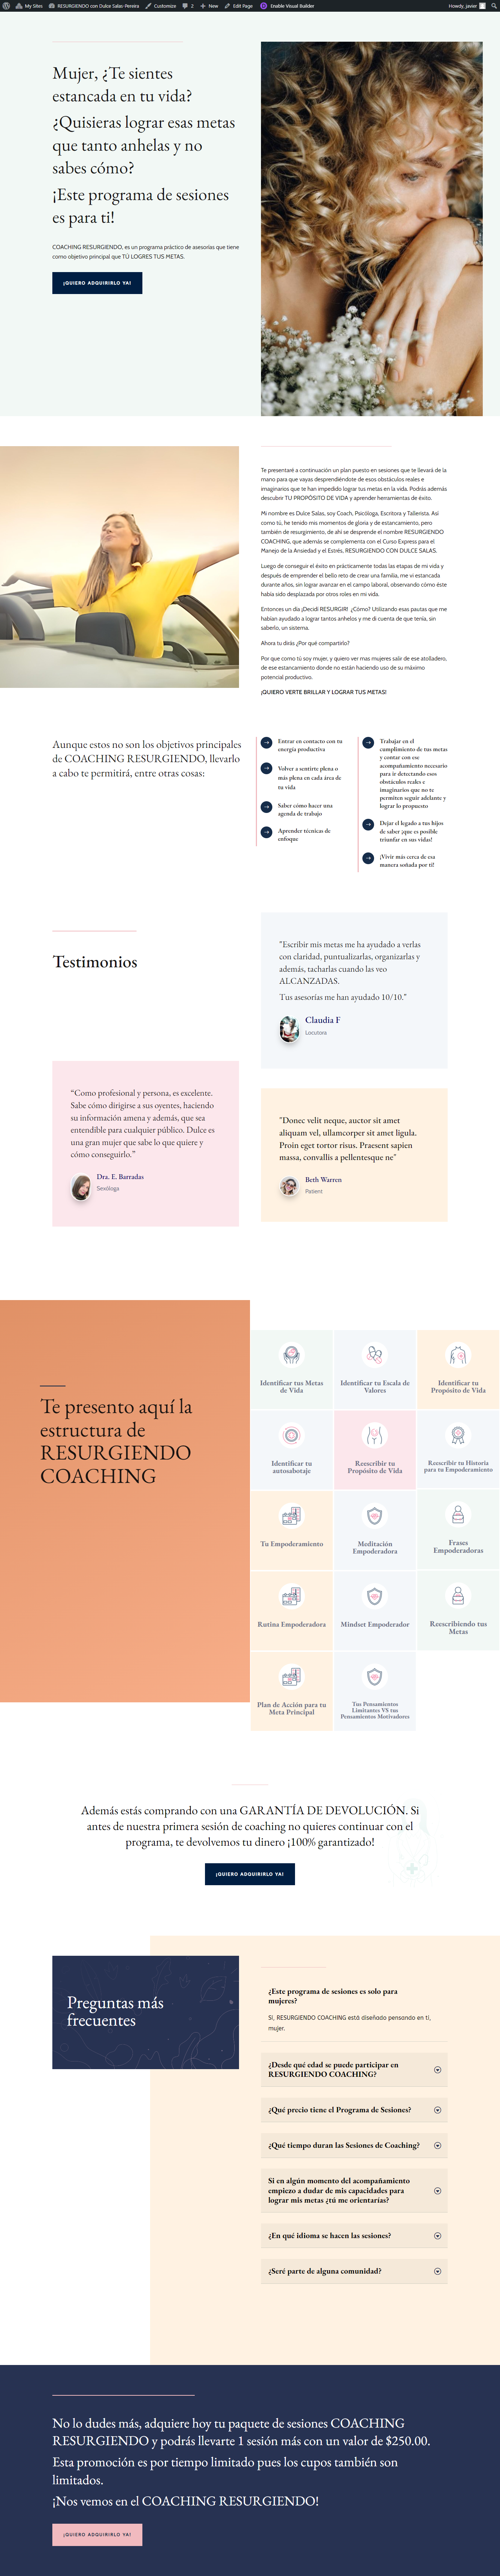 My Sites
RESURGIENDO con Dulce Salas-Pereira
Customize
2
New
Edit Page
Enable Visual Builder
Howdy, javier
Mujer, ¿Te sientes
estancada en tu vida?
¿Quisieras lograr esas metas
que tanto anhelas y no
sabes cómo?
¡Este programa de sesiones
es para ti!
COACHING RESURGIENDO, es un programa práctico de asesorías que tiene
como objetivo principal que TÚ LOGRES TUS METAS.
¡QUIERO ADQUIRIRLO YA!
Te presentaré a continuación un plan puesto en sesiones que te llevará de la
mano para que vayas desprendiéndote de esos obstáculos reales e
imaginarios que te han impedido lograr tus metas en la vida. Podrás además
descubrir TU PROPÓSITO DE VIDA y aprender herramientas de éxito.
Mi nombre es Dulce Salas, soy Coach, Psicóloga, Escritora y Tallerista. Así
como tú, he tenido mis momentos de gloria y de estancamiento, pero
también de resurgimiento, de ahí se desprende el nombre RESURGIENDO
COACHING, que además se complementa con el Curso Express para el
Manejo de la Ansiedad y el Estrés, RESURGIENDO CON DULCE SALAS.
Luego de conseguir el éxito en prácticamente todas las etapas de mi vida y
después de emprender el bello reto de crear una familia, me vi estancada
durante años, sin lograr avanzar en el campo laboral, observando cómo éste
había sido desplazada por otros roles en mi vida.
Entonces un día ¡Decidí RESURGIR! ¿Cómo? Utilizando esas pautas que me
habían ayudado a lograr tantos anhelos y me di cuenta de que tenía, sin
saberlo, un sistema.
Ahora tu dirás ¿Por qué compartirlo?
Por que como tú soy mujer, y quiero ver mas mujeres salir de ese atolladero,
de ese estancamiento donde no están haciendo uso de su máximo
potencial productivo.
¡QUIERO VERTE BRILLAR Y LOGRAR TUS METAS!
Aunque estos no son los objetivos principales
de COACHING RESURGIENDO, llevarlo
a cabo te permitirá, entre otras cosas:
Entrar en contacto con tu
energía productiva
Volver a sentirte plena o
más plena en cada área de
tu vida
Saber cómo hacer una
agenda de trabajo
Aprender técnicas de
enfoque
Trabajar en el
cumplimiento de tus metas
y contar con ese
acompañamiento necesario
para ir detectando esos
obstáculos reales e
imaginarios que no te
permiten seguir adelante y
lograr lo propuesto
Dejar el legado a tus hijos
de saber ¡que es posible
triunfar en sus vidas!
¡Vivir más cerca de esa
manera soñada por ti!
Testimonios
"Escribir mis metas me ha ayudado a verlas
con claridad, puntualizarlas, organizarlas y
además, tacharlas cuando las veo
ALCANZADAS.
Tus asesorías me han ayudado 10/10."
Claudia F
Locutora
"Como profesional y persona, es excelente.
Sabe cómo dirigirse a sus oyentes, haciendo
su información amena y además, que sea
entendible para cualquier público. Dulce es
una gran mujer que sabe lo que quiere y
cómo conseguirlo."
Dra. E. Barradas
Sexóloga
"Donec velit neque, auctor sit amet
aliquam vel, ullamcorper sit amet ligula.
Proin eget tortor risus. Praesent sapien
massa, convallis a pellentesque ne"
Beth Warren
Patient
Te presento aquí la
estructura de
RESURGIENDO
COACHING
Identificar tus Metas
de Vida
Identificar tu Escala de
Valores
Identificar tu
Propósito de Vida
Identificar tu
autosabotaje
Reescribir tu
Propósito de Vida
Reescribir tu Historia
para tu Empoderamiento
Tu Empoderamiento
Meditación
Empoderadora
Frases
Empoderadoras
Rutina Empoderadora
Mindset Empoderador
Reescribiendo tus
Metas
Plan de Acción para tu
Meta Principal
Tus Pensamientos
Limitantes VS tus
Pensamientos Motivadores
Además estás comprando con una GARANTÍA DE DEVOLUCIÓN. Si
antes de nuestra primera sesión de coaching no quieres continuar con el
programa, te devolvemos tu dinero ¡100% garantizado!
¡QUIERO ADQUIRIRLO YA!
Preguntas más
frecuentes
¿Este programa de sesiones es solo para
mujeres?
SI, RESURGIENDO COACHING está diseñado pensando en ti,
mujer.
¿Desde qué edad se puede participar en
RESURGIENDO COACHING?
¿Qué precio tiene el Programa de Sesiones?
¿Qué tiempo duran las Sesiones de Coaching?
Si en algún momento del acompañamiento
empiezo a dudar de mis capacidades para
lograr mis metas ¿tú me orientarías?
¿En qué idioma se hacen las sesiones?
¿Seré parte de alguna comunidad?
No lo dudes más, adquiere hoy tu paquete de sesiones COACHING
RESURGIENDO y podrás llevarte 1 sesión más con un valor de $250.00.
Esta promoción es por tiempo limitado pues los cupos también son
limitados.
¡Nos vemos en el COACHING RESURGIENDO!
¡QUIERO ADQUIRIRLO YA!